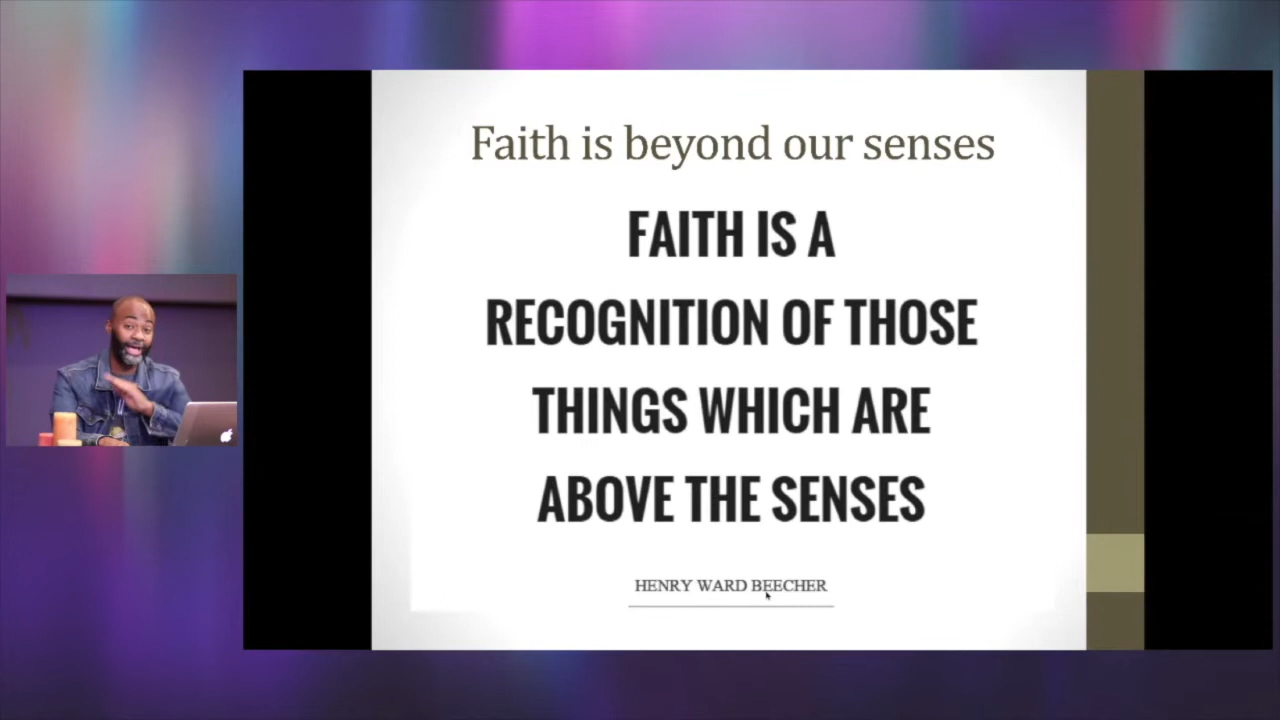 Faith is beyond our senses
FAITH IS A
RECOGNITION OF THOSE
THINGS WHICH ARE
ABOVE THE SENSES
HENRY WARD BEECHER